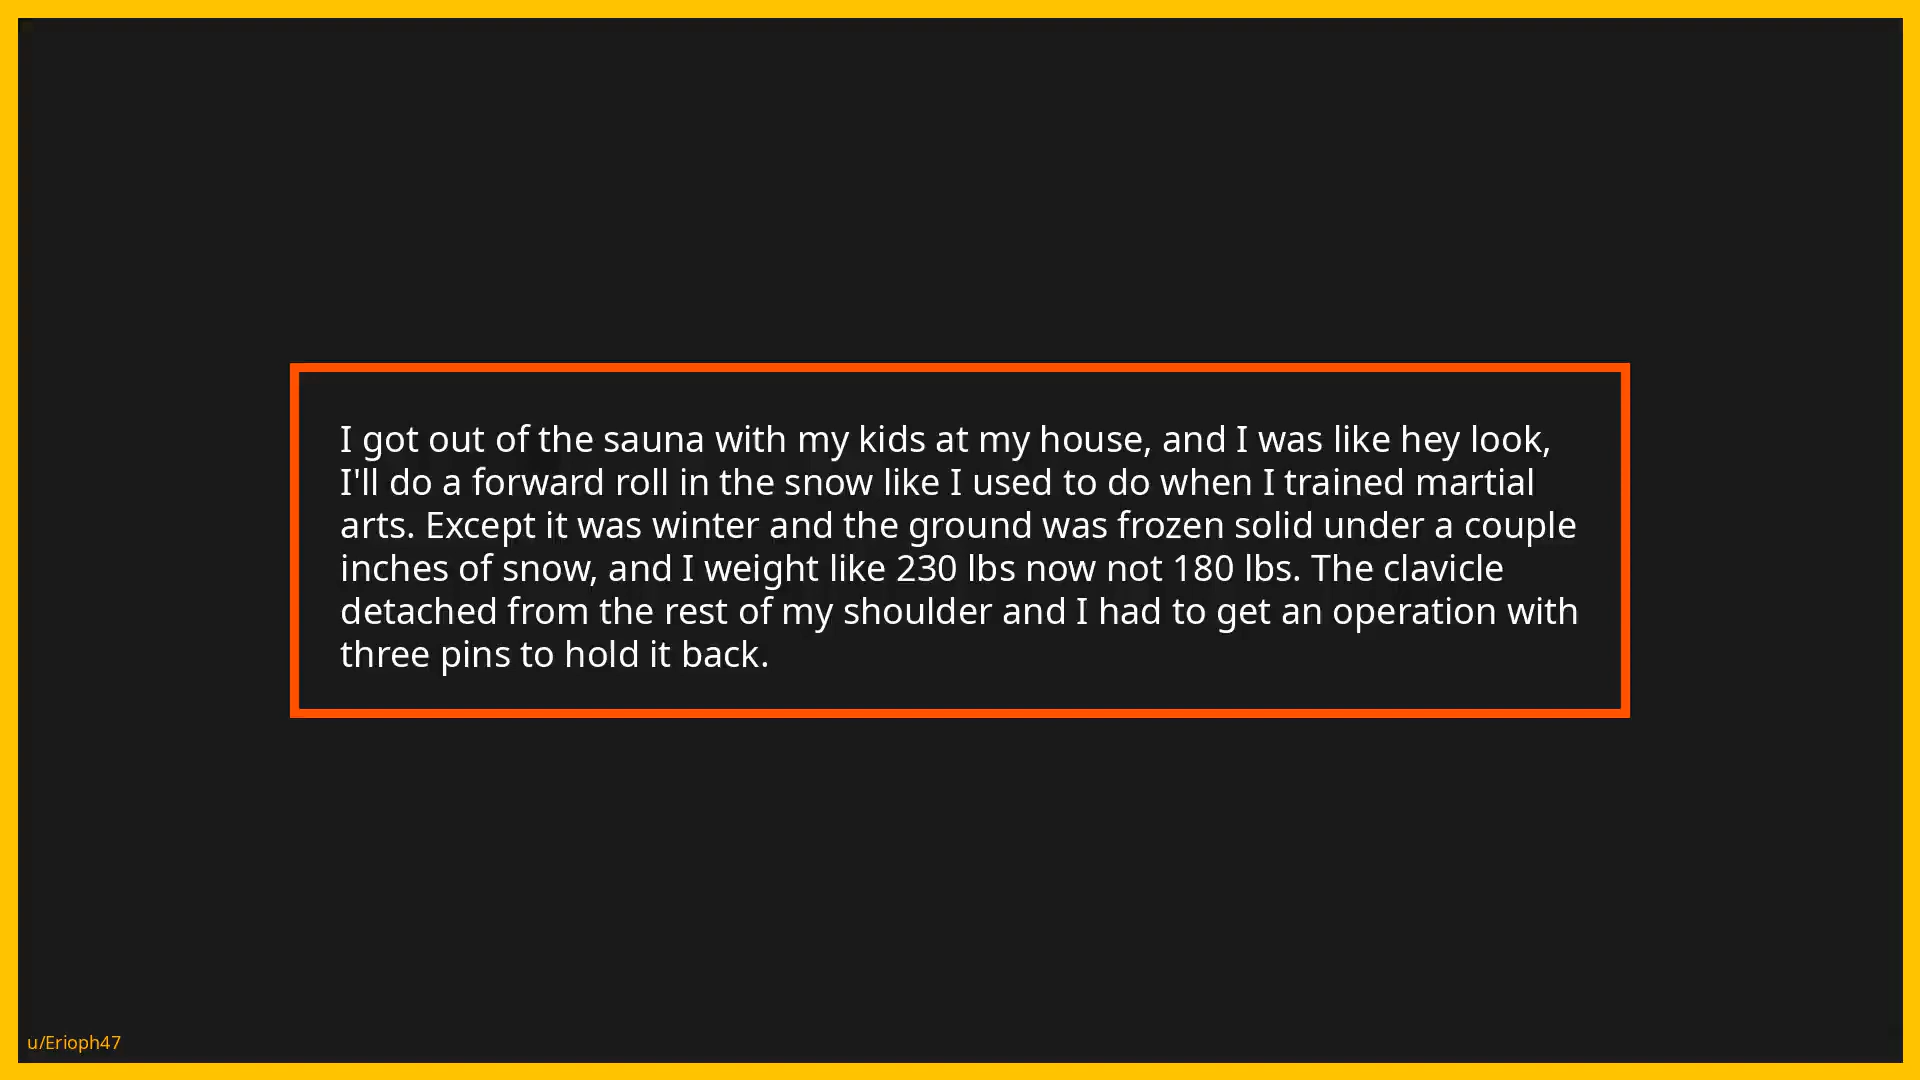 I got out of the sauna with my kids at my house, and I was like hey look,
I'll do a forward roll in the snow like I used to do when I trained martial
arts. Except it was winter and the ground was frozen solid under a couple
inches of snow, and I weight like 230 lbs now not 180 lbs. The clavicle
detached from the rest of my shoulder and I had to get an operation with
three pins to hold it back.
u/Erioph47